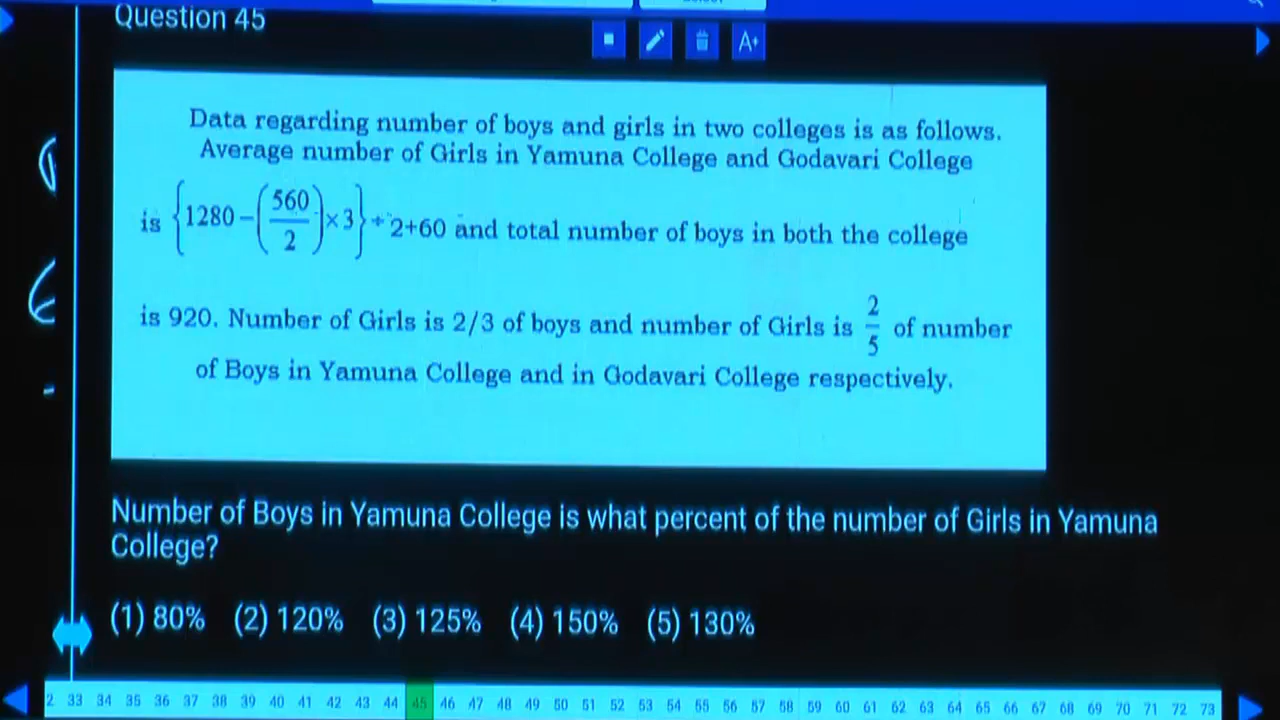 Question 45
A+
Data regarding number of boys and girls in two colleges is as follows.
Average number of Girls in Yamuna College and Godavari College
is {1280−(560/2)×3}÷2+60 and total number of boys in both the college
is 920. Number of Girls is 2/3 of boys and number of Girls is 2/5 of number
of Boys in Yamuna College and in Godavari College respectively.
Number of Boys in Yamuna College is what percent of the number of Girls in Yamuna
College?
(1) 80% (2) 120% (3) 125% (4) 150% (5) 130%
2 33 34 35 36 37 38 39 40 41 42 43 44 45 46 47 48 49 50 51 52 53 54 55 56 57 58 59 60 61 62 63 64 65 66 67 68 69 70 71 72 73